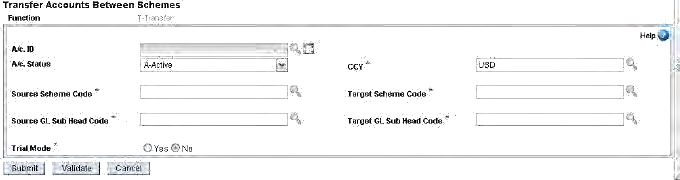 Transfer Accounts Between Schemes
Function T-Transfer
Help
A/c. ID
A/c. Status A-Active CCY * USD
Source Scheme Code * Target Scheme Code *
Source GL Sub Head Code * Target GL Sub Head Code *
Trial Mode * Yes No
Submit Validate Cancel